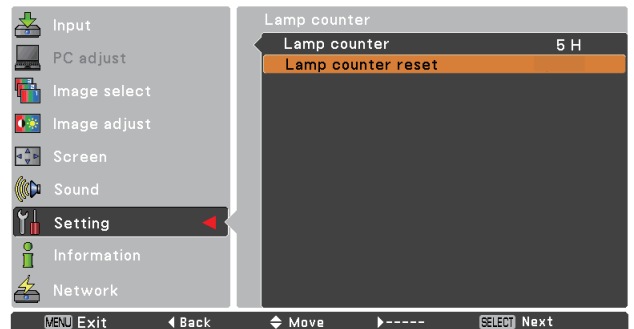 Input
PC adjust
Image select
Image adjust
Screen
Sound
Setting
Information
Network
Lamp counter
Lamp counter 5 H
Lamp counter reset
MENU Exit Back Move ----- SELECT Next